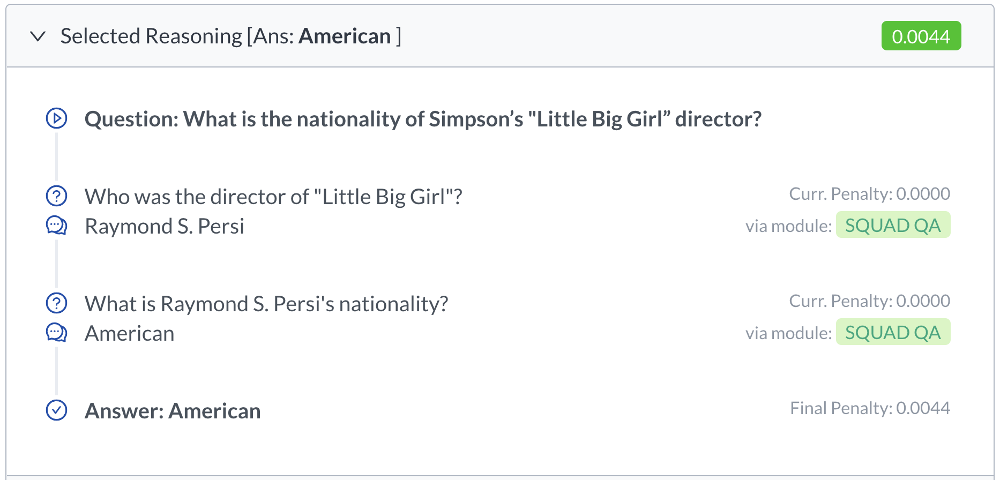 Selected Reasoning [Ans: American ]
0.0044
Question: What is the nationality of Simpson’s "Little Big Girl” director?
Who was the director of "Little Big Girl"?
Curr. Penalty: 0.0000
Raymond S. Persi
via module: SQUAD QA
What is Raymond S. Persi's nationality?
Curr. Penalty: 0.0000
American
via module: SQUAD QA
Answer: American
Final Penalty: 0.0044